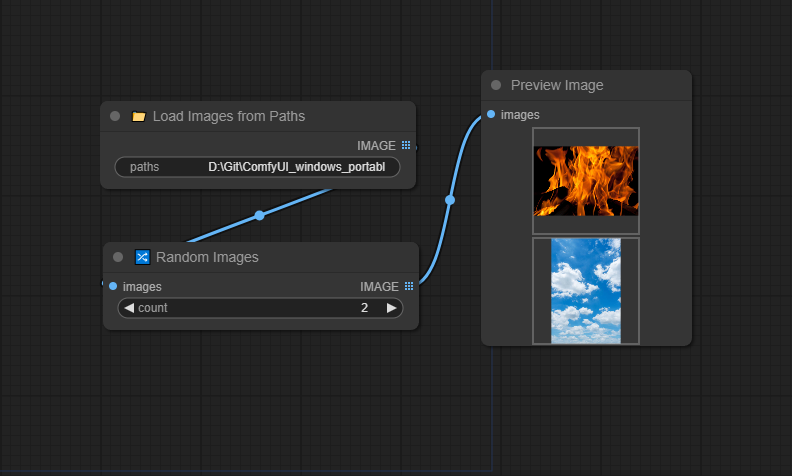 Load Images from Paths
IMAGE
paths D:\Git\ComfyUI_windows_portabl
Random Images
images IMAGE
count 2
Preview Image
images